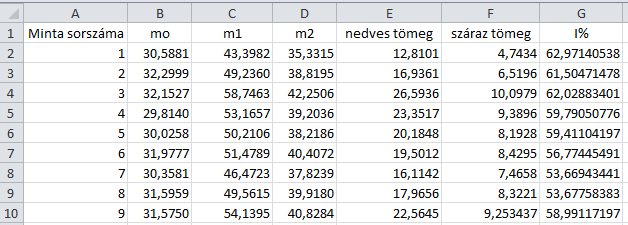 A B C D E F G
1 Minta sorszáma mo m1 m2 nedves tömeg száraz tömeg I%
2 1 30,5881 43,3982 35,3315 12,8101 4,7434 62,97140538
3 2 32,2999 49,2360 38,8195 16,9361 6,5196 61,50471478
4 3 32,1527 58,7463 42,2506 26,5936 10,0979 62,02883401
5 4 29,8140 53,1657 39,2036 23,3517 9,3896 59,79050776
6 5 30,0258 50,2106 38,2186 20,1848 8,1928 59,41104197
7 6 31,9777 51,4789 40,4072 19,5012 8,4295 56,77445491
8 7 30,3581 46,4723 37,8239 16,1142 7,4658 53,66943441
9 8 31,5959 49,5615 39,9180 17,9656 8,3221 53,67758383
10 9 31,5750 54,1395 40,8284 22,5645 9,253437 58,99117197